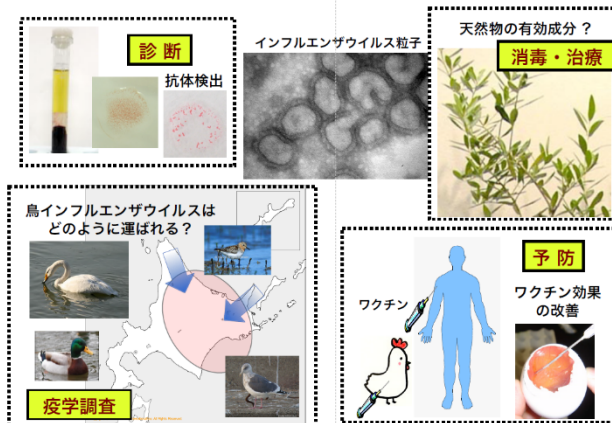 診 断
抗体検出
インフルエンザウイルス粒子
天然物の有効成分?
消毒・治療
鳥インフルエンザウイルスは
どのように運ばれる?
疫学調査
予 防
ワクチン
ワクチン効果
の改善